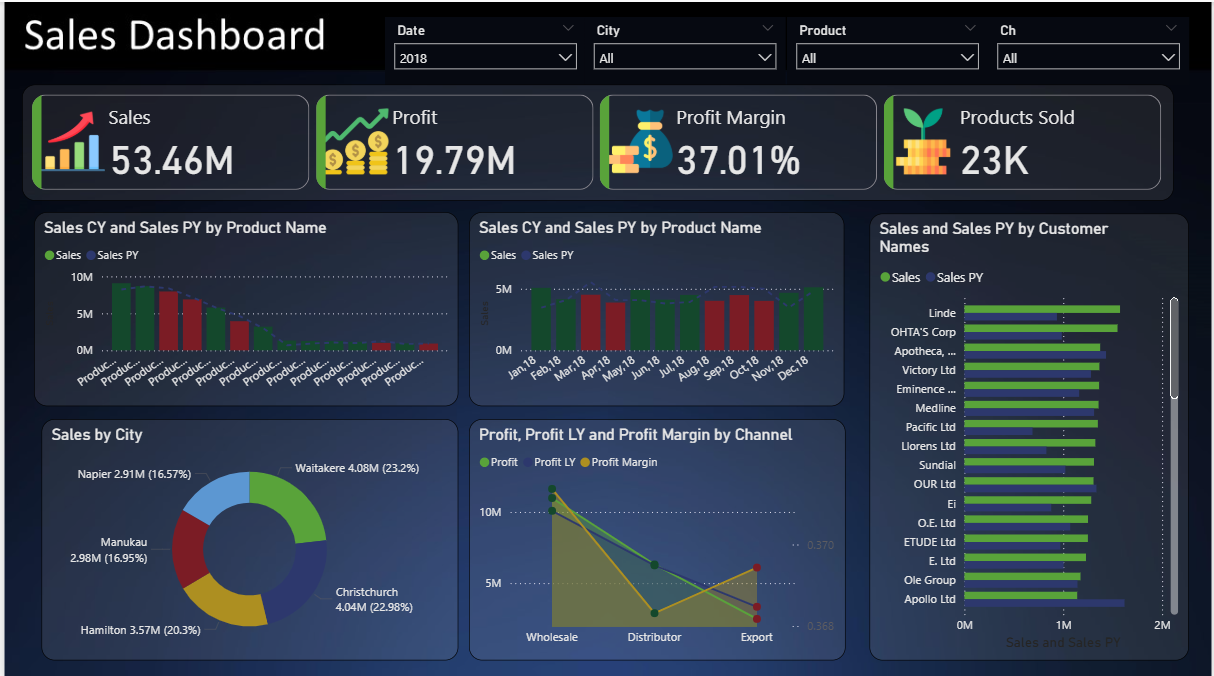 Sales Dashboard
Date
2018
City
All
Product
All
Ch
All
Sales
53.46M
Profit
19.79M
Profit Margin
37.01%
Products Sold
23K
Sales CY and Sales PY by Product Name
Sales Sales PY
10M
5M
0M
Produc...
Produc...
Produc...
Produc...
Produc...
Produc...
Produc...
Produc...
Produc...
Produc...
Produc...
Produc...
Produc...
Produc...
Sales CY and Sales PY by Product Name
Sales Sales PY
Sales
5M
0M
Jan,18
Feb,18
Mar,18
Apr,18
May,18
Jun,18
Jul,18
Aug,18
Sep,18
Oct,18
Nov,18
Dec,18
Sales and Sales PY by Customer
Names
Sales Sales PY
Linde
OHTA'S Corp
Apotheca, ...
Victory Ltd
Eminence ...
Medline
Pacific Ltd
Llorens Ltd
Sundial
OUR Ltd
Ei
O.E. Ltd
ETUDE Ltd
E. Ltd
Ole Group
Apollo Ltd
0M
1M
2M
Sales and Sales PY
Sales by City
Napier 2.91M (16.57%)
Waitakere 4.08M (23.2%)
Manukau
2.98M (16.95%)
Christchurch
4.04M (22.98%)
Hamilton 3.57M (20.3%)
Profit, Profit LY and Profit Margin by Channel
Profit Profit LY Profit Margin
10M
5M
0.370
0.368
Wholesale
Distributor
Export